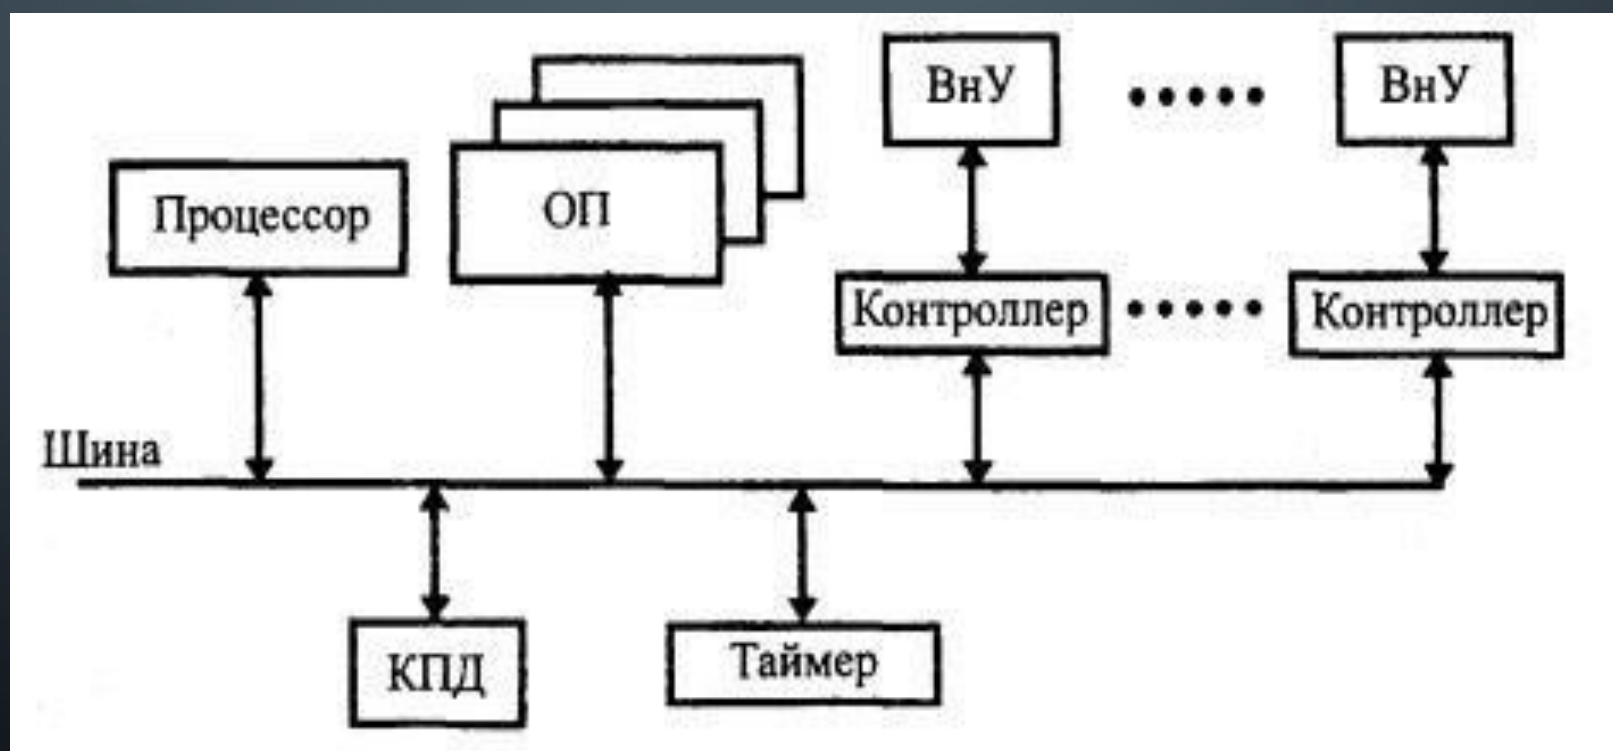 ВнУ
ВнУ
Процессор
ОП
Контроллер
Контроллер
Шина
КПД
Таймер